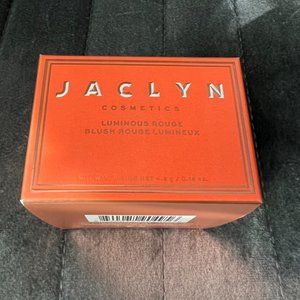 JACLYN
COSMETICS
LUMINOUS ROUGE
BLUSH ROUGE LUMINEUX